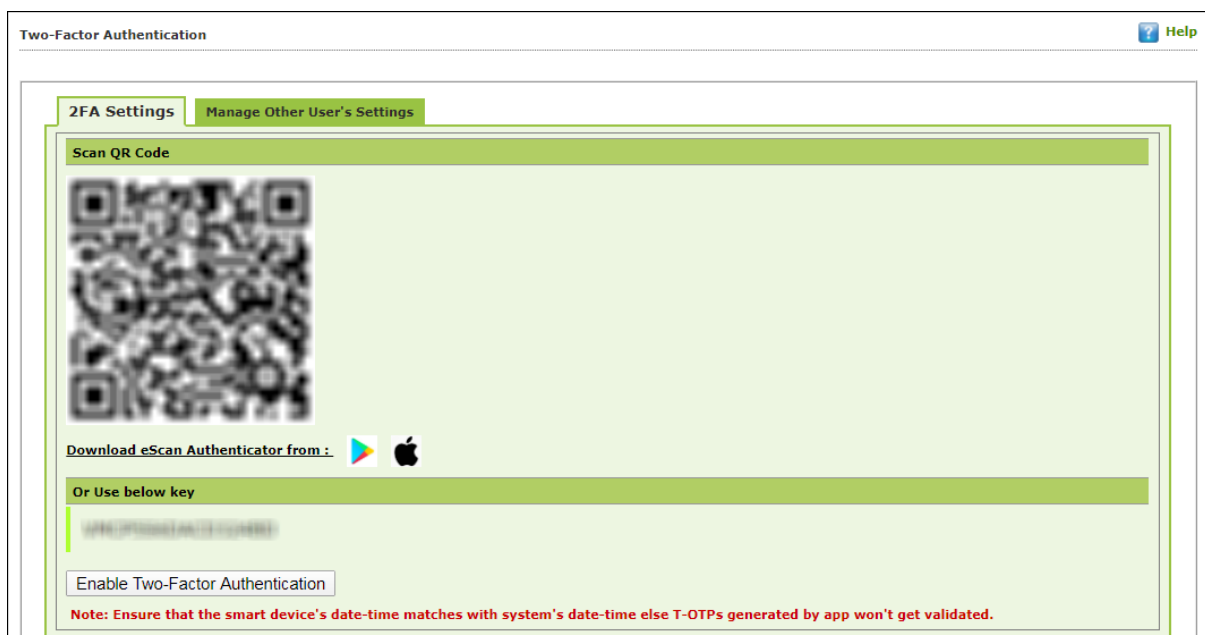 Two-Factor Authentication
Help
2FA Settings
Manage Other User's Settings
Scan QR Code
Download eScan Authenticator from :
Or Use below key
Enable Two-Factor Authentication
Note: Ensure that the smart device's date-time matches with system's date-time else T-OTPs generated by app won't get validated.